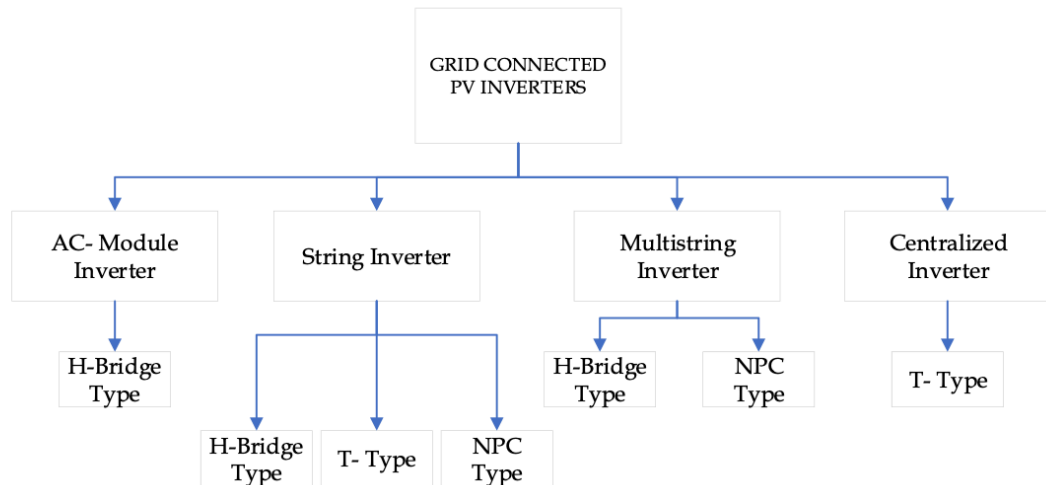 GRID CONNECTED
PV INVERTERS
AC- Module
Inverter
String Inverter
Multistring
Inverter
Centralized
Inverter
H-Bridge
Type
H-Bridge
Type
T- Type
NPC
Type
H-Bridge
Type
NPC
Type
T- Type